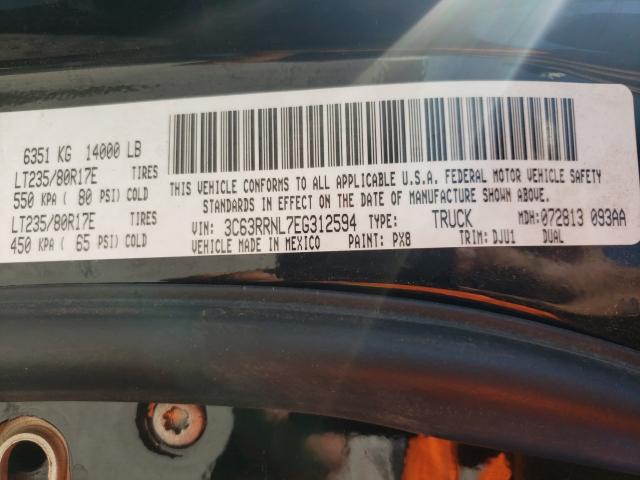 6351 KG 14000 LB
LT235/80R17E TIRES
550 KPA ( 80 PSI) COLD
LT235/80R17E TIRES
450 KPA ( 65 PSI) COLD
THIS VEHICLE CONFORMS TO ALL APPLICABLE U.S.A. FEDERAL MOTOR VEHICLE SAFETY
STANDARDS IN EFFECT ON THE DATE OF MANUFACTURE SHOWN ABOVE.
VIN: 3C63RRNL7EG312594 TYPE: TRUCK MDH:072813 093AA
VEHICLE MADE IN MEXICO PAINT: PX8 TRIM: DJU1 DUAL